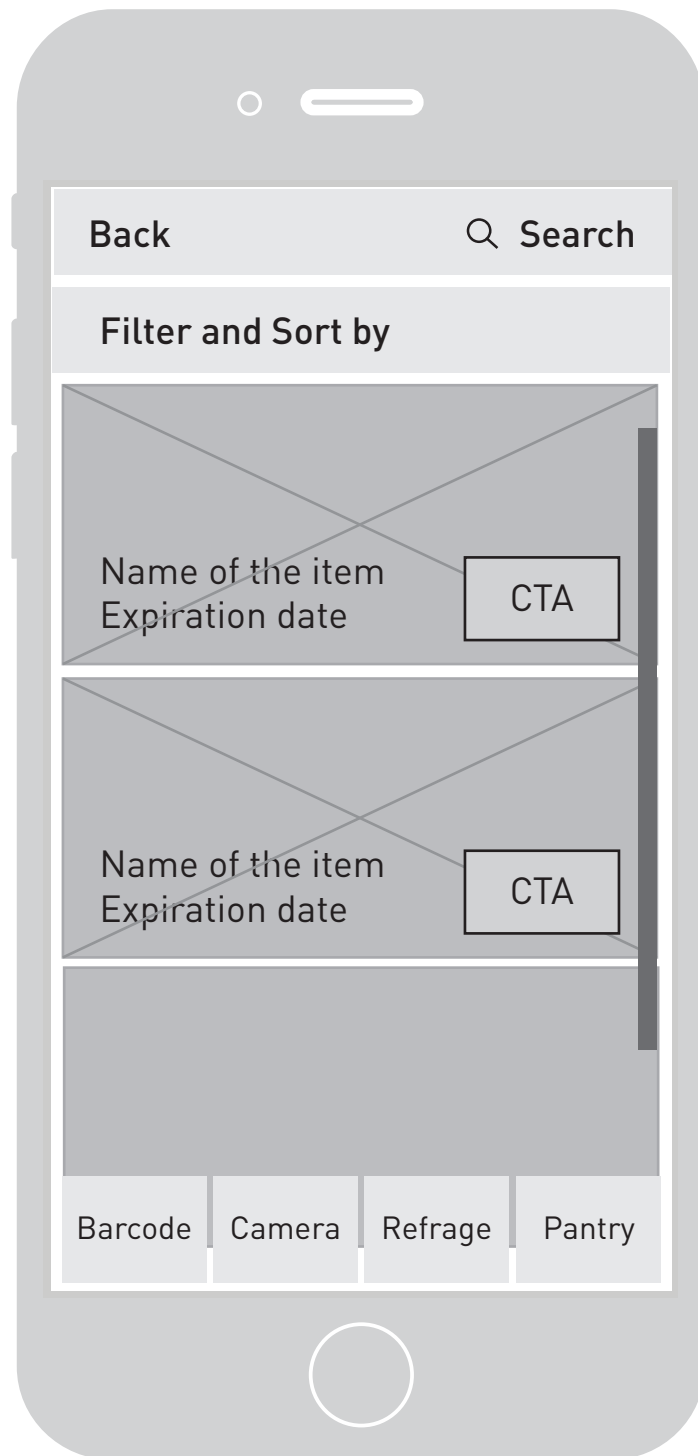 Back
Search
Filter and Sort by
Name of the item
Expiration date
CTA
Name of the item
Expiration date
CTA
Barcode
Camera
Refrage
Pantry